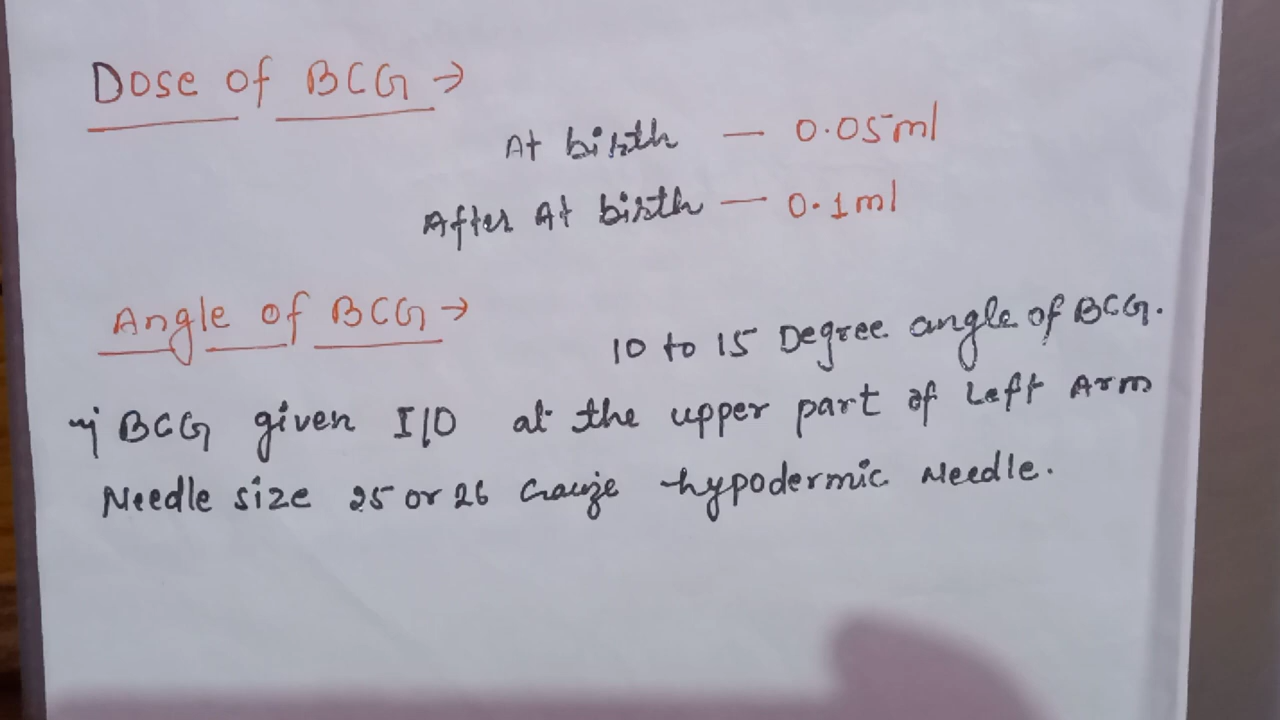 Dose of BCG →
At birth — 0.05ml
After At birth — 0.1ml
Angle of BCG →
10 to 15 Degree angle of BCG.
BCG given I/D at the upper part of Left Arm
Needle size 25 or 26 Gauze hypodermic Needle.